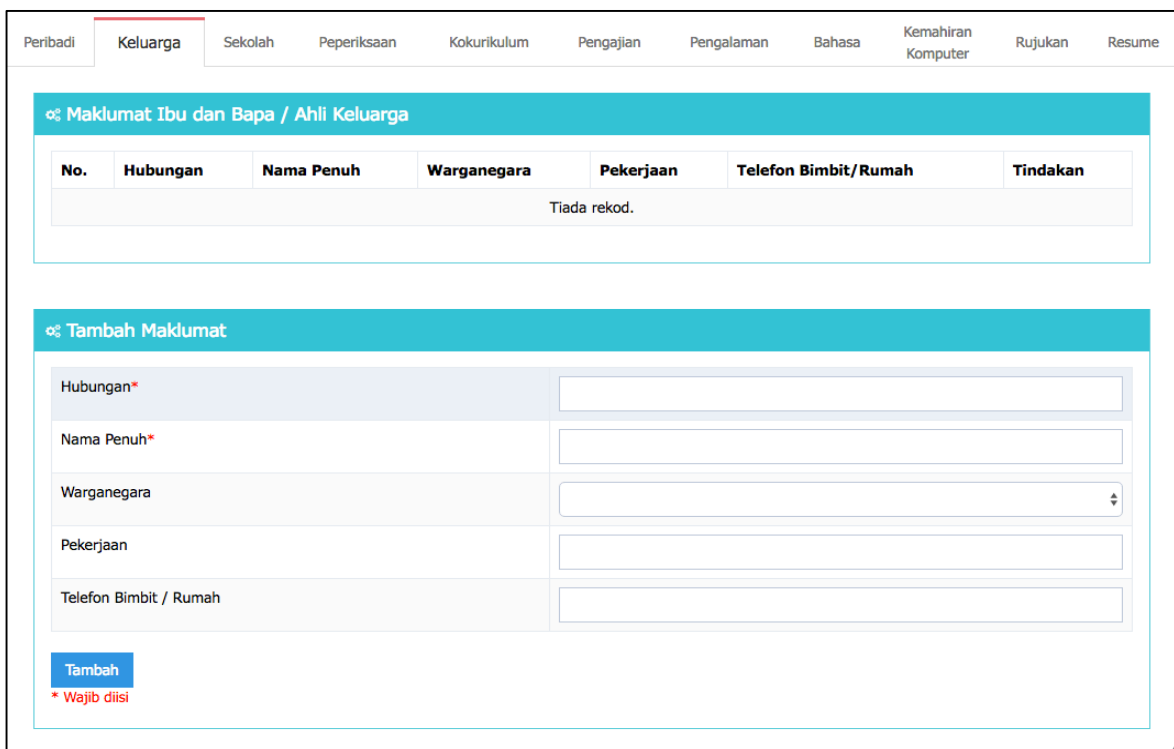 Peribadi Keluarga Sekolah Peperiksaan Kokurikulum Pengajian Pengalaman Bahasa Kemahiran Komputer Rujukan Resume
Maklumat Ibu dan Bapa / Ahli Keluarga
No. Hubungan Nama Penuh Warganegara Pekerjaan Telefon Bimbit/Rumah Tindakan
Tiada rekod.
Tambah Maklumat
Hubungan*
Nama Penuh*
Warganegara
Pekerjaan
Telefon Bimbit / Rumah
Tambah
* Wajib diisi